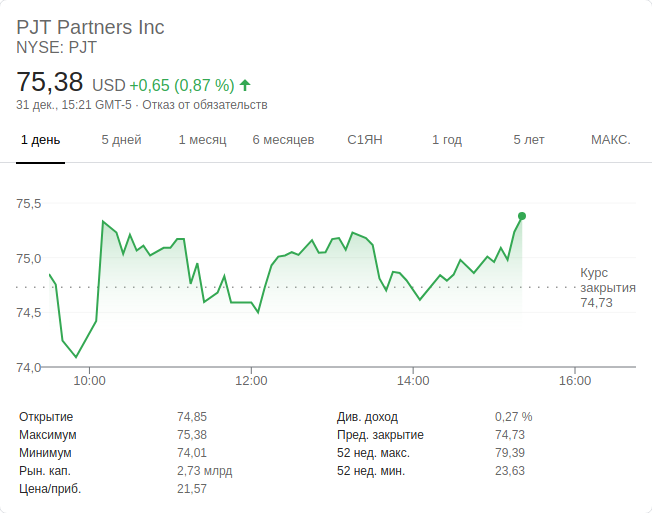 PJT Partners Inc
NYSE: PJT
75,38 USD +0,65 (0,87 %)
31 дек., 15:21 GMT-5 · Отказ от обязательств
1 день 5 дней 1 месяц 6 месяцев С1ЯН 1 год 5 лет МАКС.
75,5
75,0
74,5
74,0
Курс
закрытия
74,73
10:00 12:00 14:00 16:00
Открытие 74,85 Див. доход 0,27 %
Максимум 75,38 Пред. закрытие 74,73
Минимум 74,01 52 нед. макс. 79,39
Рын. кап. 2,73 млрд 52 нед. мин. 23,63
Цена/приб. 21,57